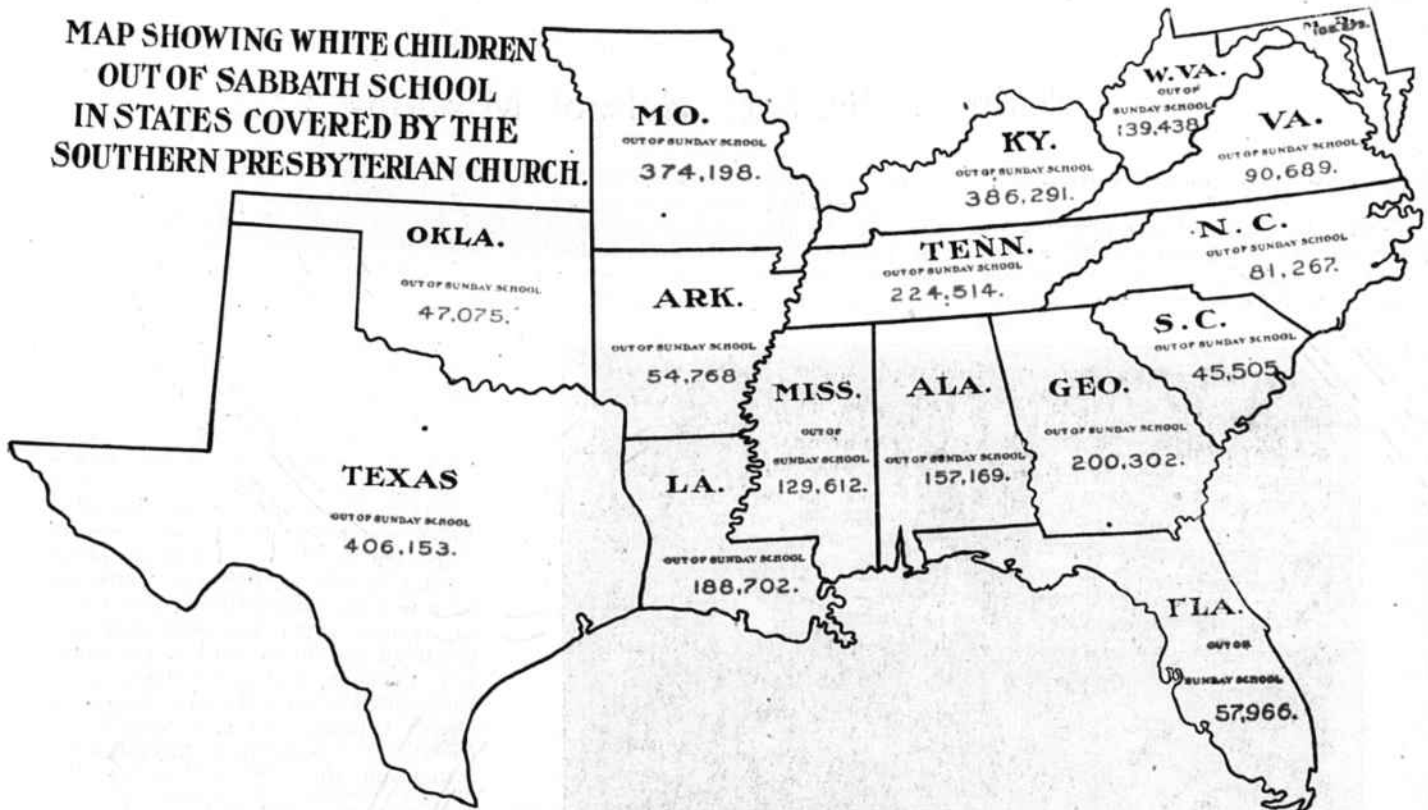 MAP SHOWING WHITE CHILDREN
OUT OF SABBATH SCHOOL
IN STATES COVERED BY THE
SOUTHERN PRESBYTERIAN CHURCH.
MO.
OUT OF SUNDAY SCHOOL
374,198.
KY.
OUT OF SUNDAY SCHOOL
386,291.
W. VA.
OUT OF
SUNDAY SCHOOL
139,438
VA.
OUT OF SUNDAY SCHOOL
90,689.
OKLA.
OUT OF SUNDAY SCHOOL
47,075.
ARK.
OUT OF SUNDAY SCHOOL
54,768
TENN.
OUT OF SUNDAY SCHOOL
224,514.
N. C.
OUT OF SUNDAY SCHOOL
81,267.
S. C.
OUT OF SUNDAY SCHOOL
45,505
MISS.
OUT OF
SUNDAY SCHOOL
129,612.
ALA.
OUT OF SUNDAY SCHOOL
157,169.
GEO.
OUT OF SUNDAY SCHOOL
200,302.
TEXAS
OUT OF SUNDAY SCHOOL
406,153.
LA.
OUT OF SUNDAY SCHOOL
188,702.
FLA.
OUT OF
SUNDAY SCHOOL
57,966.